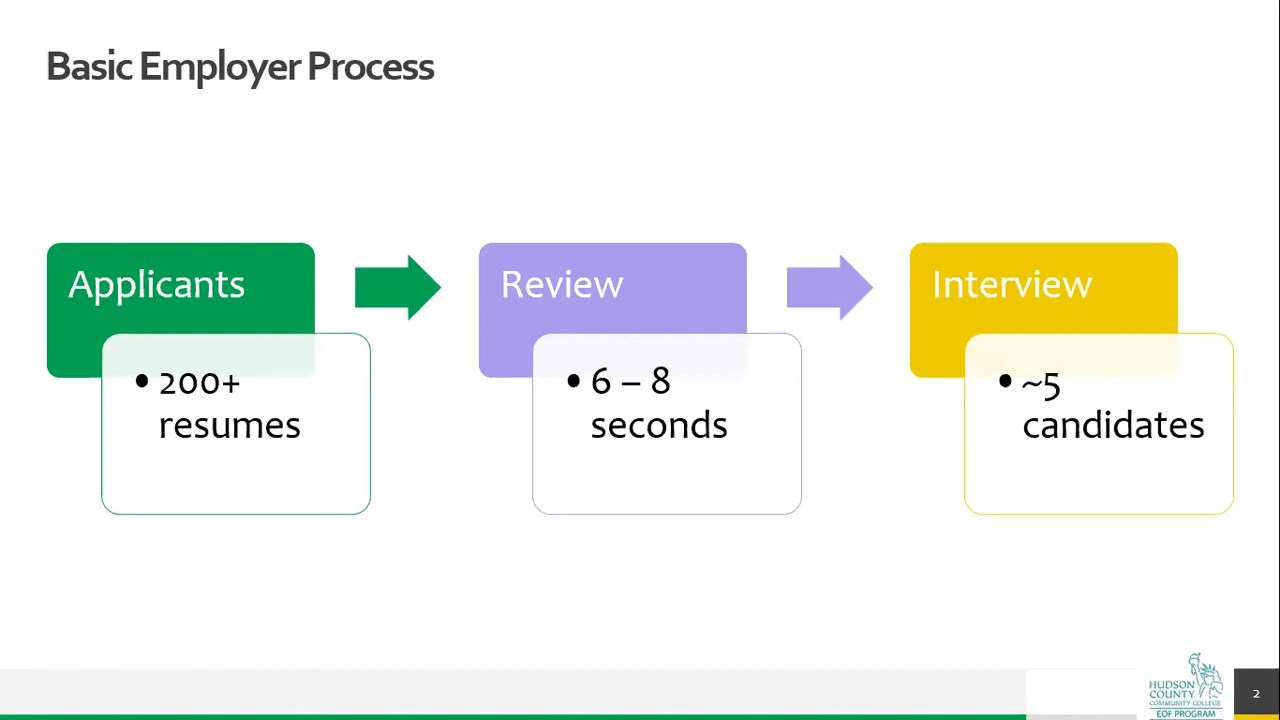 Basic Employer Process
Applicants
• 200+
resumes
Review
• 6 – 8
seconds
Interview
• ~5
candidates
HUDSON
COUNTY
COMMUNITY COLLEGE
EOF PROGRAM
2